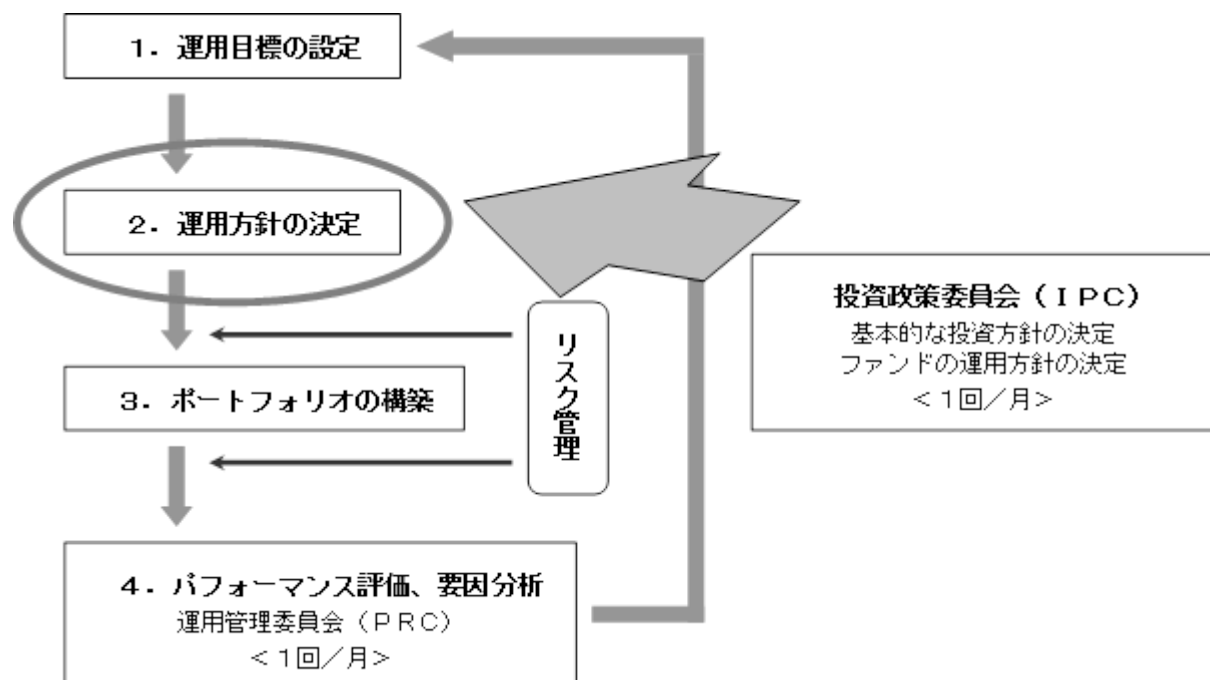 １．運用目標の設定
２．運用方針の決定
３．ポートフォリオの構築
リスク管理
４．パフォーマンス評価、要因分析
運用管理委員会（ＰＲＣ）
＜１回／月＞
投資政策委員会（ＩＰＣ）
基本的な投資方針の決定
ファンドの運用方針の決定
＜１回／月＞